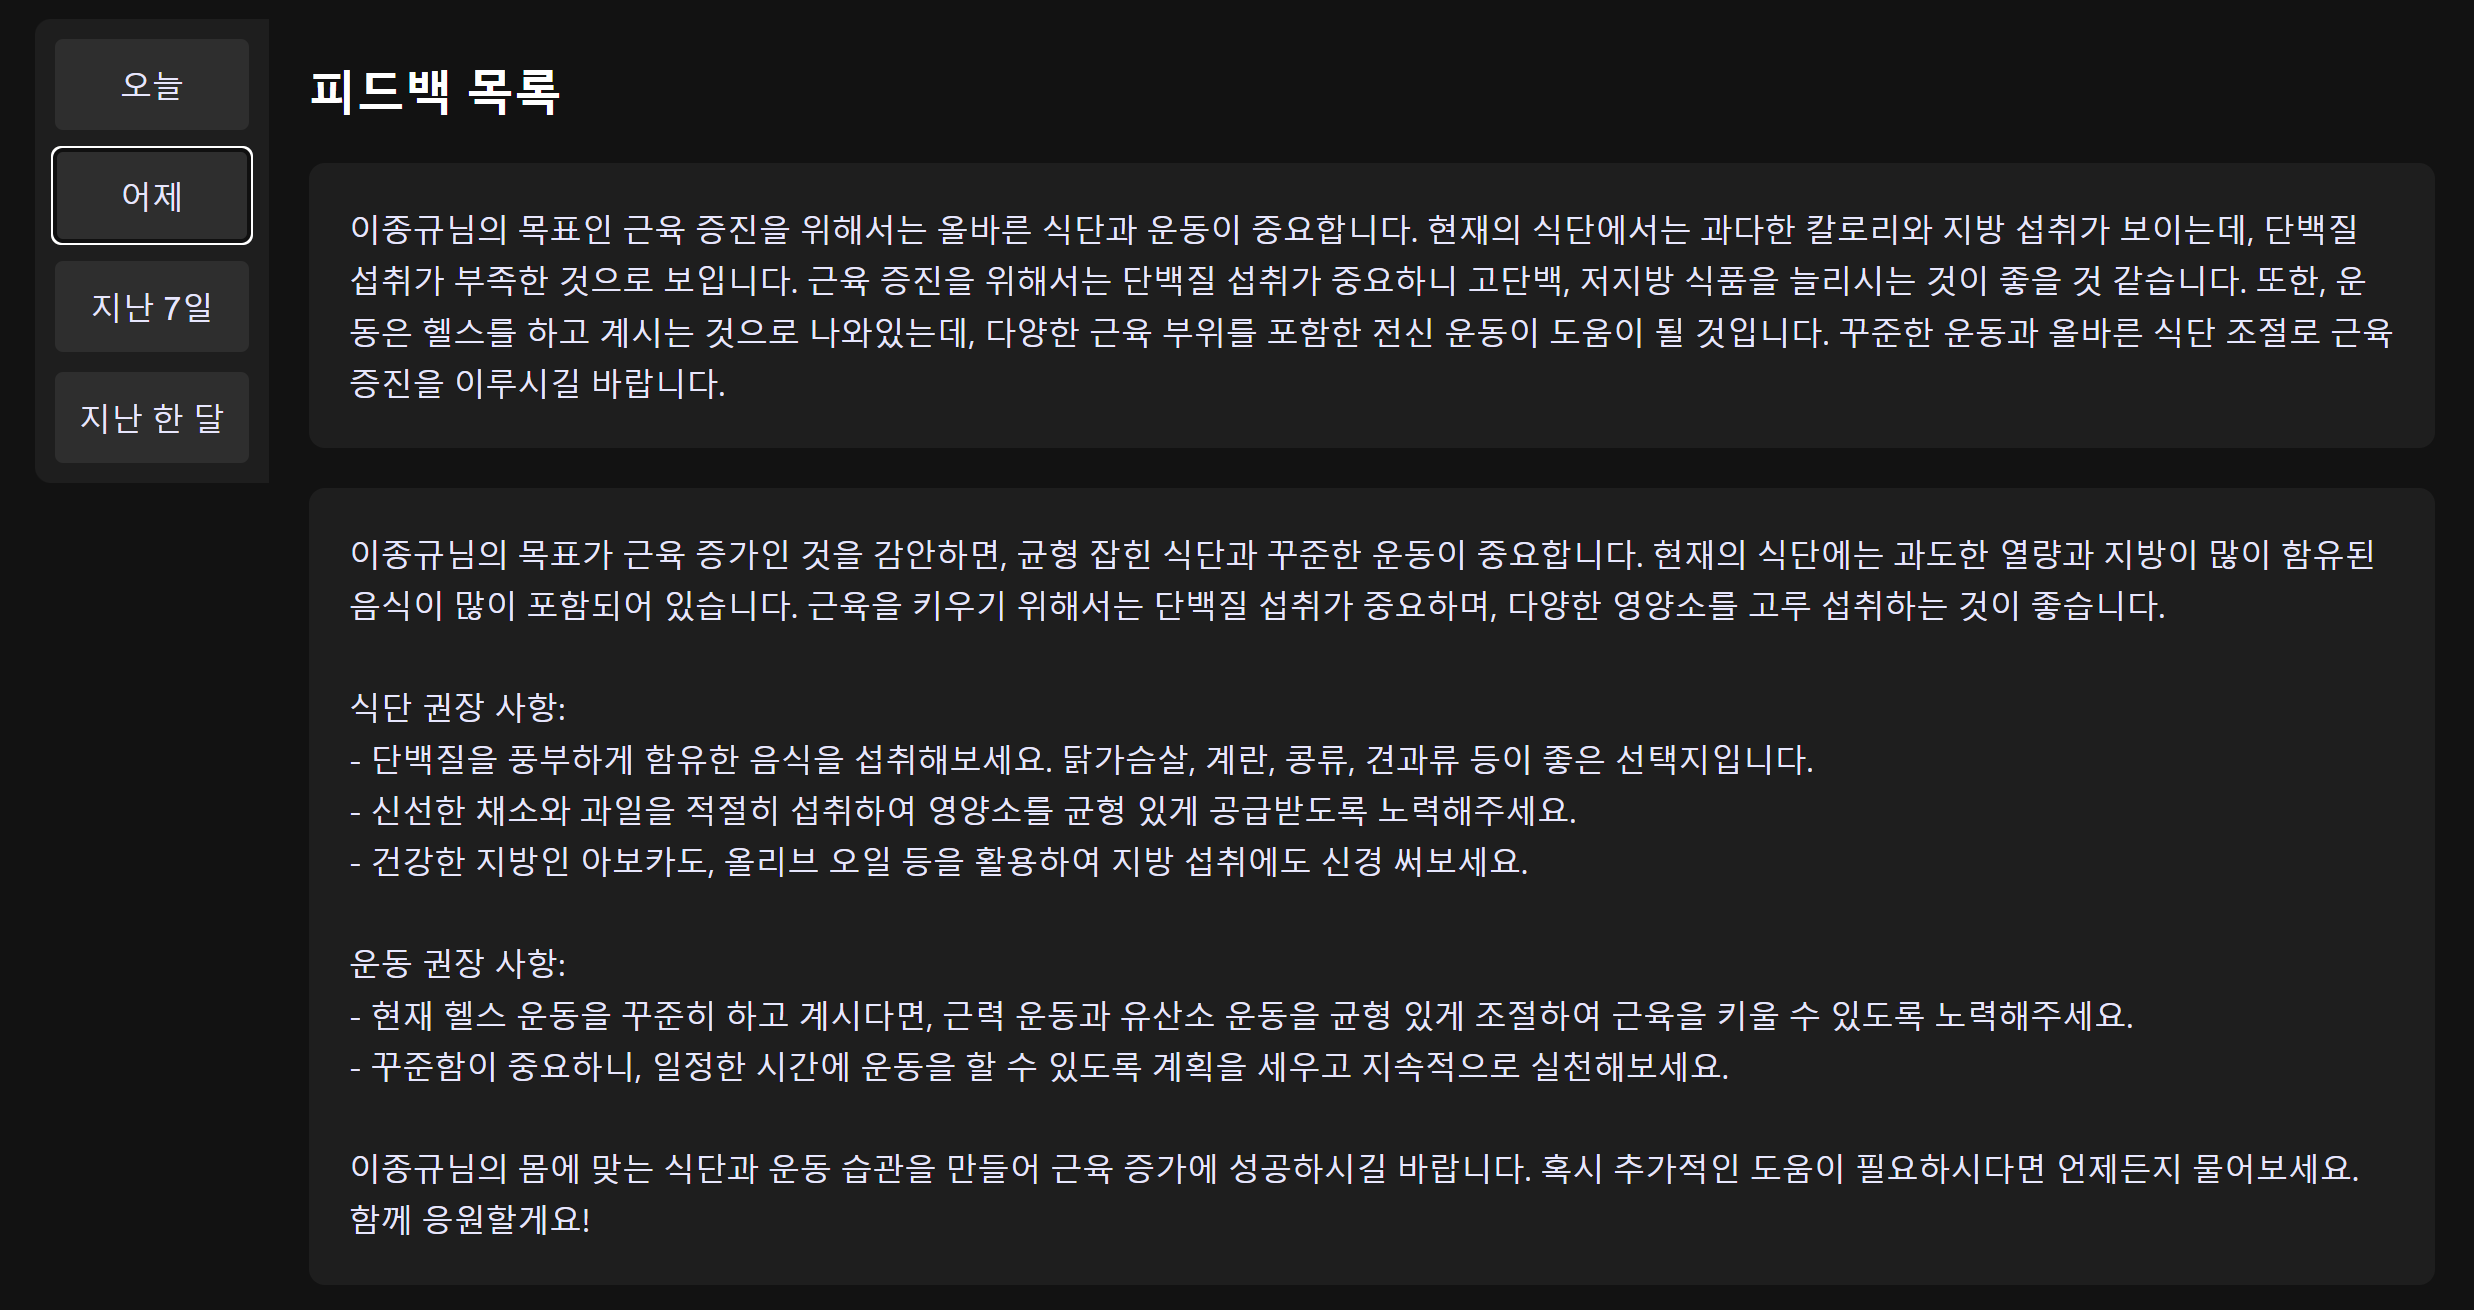 오늘
어제
지난 7일
지난 한 달
피드백 목록
이종규님의 목표인 근육 증진을 위해서는 올바른 식단과 운동이 중요합니다. 현재의 식단에서는 과다한 칼로리와 지방 섭취가 보이는데, 단백질
섭취가 부족한 것으로 보입니다. 근육 증진을 위해서는 단백질 섭취가 중요하니 고단백, 저지방 식품을 늘리시는 것이 좋을 것 같습니다. 또한, 운
동은 헬스를 하고 계시는 것으로 나와있는데, 다양한 근육 부위를 포함한 전신 운동이 도움이 될 것입니다. 꾸준한 운동과 올바른 식단 조절로 근육
증진을 이루시길 바랍니다.
이종규님의 목표가 근육 증가인 것을 감안하면, 균형 잡힌 식단과 꾸준한 운동이 중요합니다. 현재의 식단에는 과도한 열량과 지방이 많이 함유된
음식이 많이 포함되어 있습니다. 근육을 키우기 위해서는 단백질 섭취가 중요하며, 다양한 영양소를 고루 섭취하는 것이 좋습니다.
식단 권장 사항:
- 단백질을 풍부하게 함유한 음식을 섭취해보세요. 닭가슴살, 계란, 콩류, 견과류 등이 좋은 선택지입니다.
- 신선한 채소와 과일을 적절히 섭취하여 영양소를 균형 있게 공급받도록 노력해주세요.
- 건강한 지방인 아보카도, 올리브 오일 등을 활용하여 지방 섭취에도 신경 써보세요.
운동 권장 사항:
- 현재 헬스 운동을 꾸준히 하고 계시다면, 근력 운동과 유산소 운동을 균형 있게 조절하여 근육을 키울 수 있도록 노력해주세요.
- 꾸준함이 중요하니, 일정한 시간에 운동을 할 수 있도록 계획을 세우고 지속적으로 실천해보세요.
이종규님의 몸에 맞는 식단과 운동 습관을 만들어 근육 증가에 성공하시길 바랍니다. 혹시 추가적인 도움이 필요하시다면 언제든지 물어보세요.
함께 응원할게요!